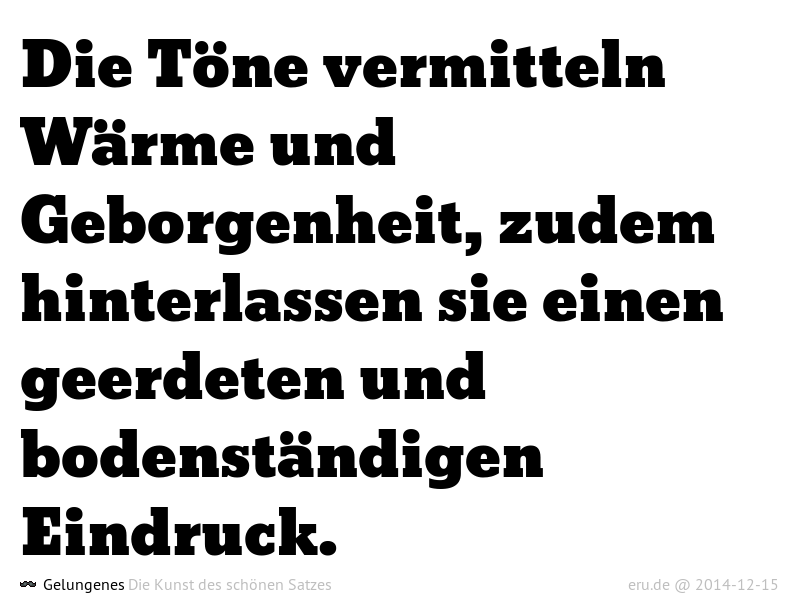 Die Töne vermitteln
Wärme und
Geborgenheit, zudem
hinterlassen sie einen
geerdeten und
bodenständigen
Eindruck.
Gelungenes Die Kunst des schönen Satzes eru.de @ 2014-12-15